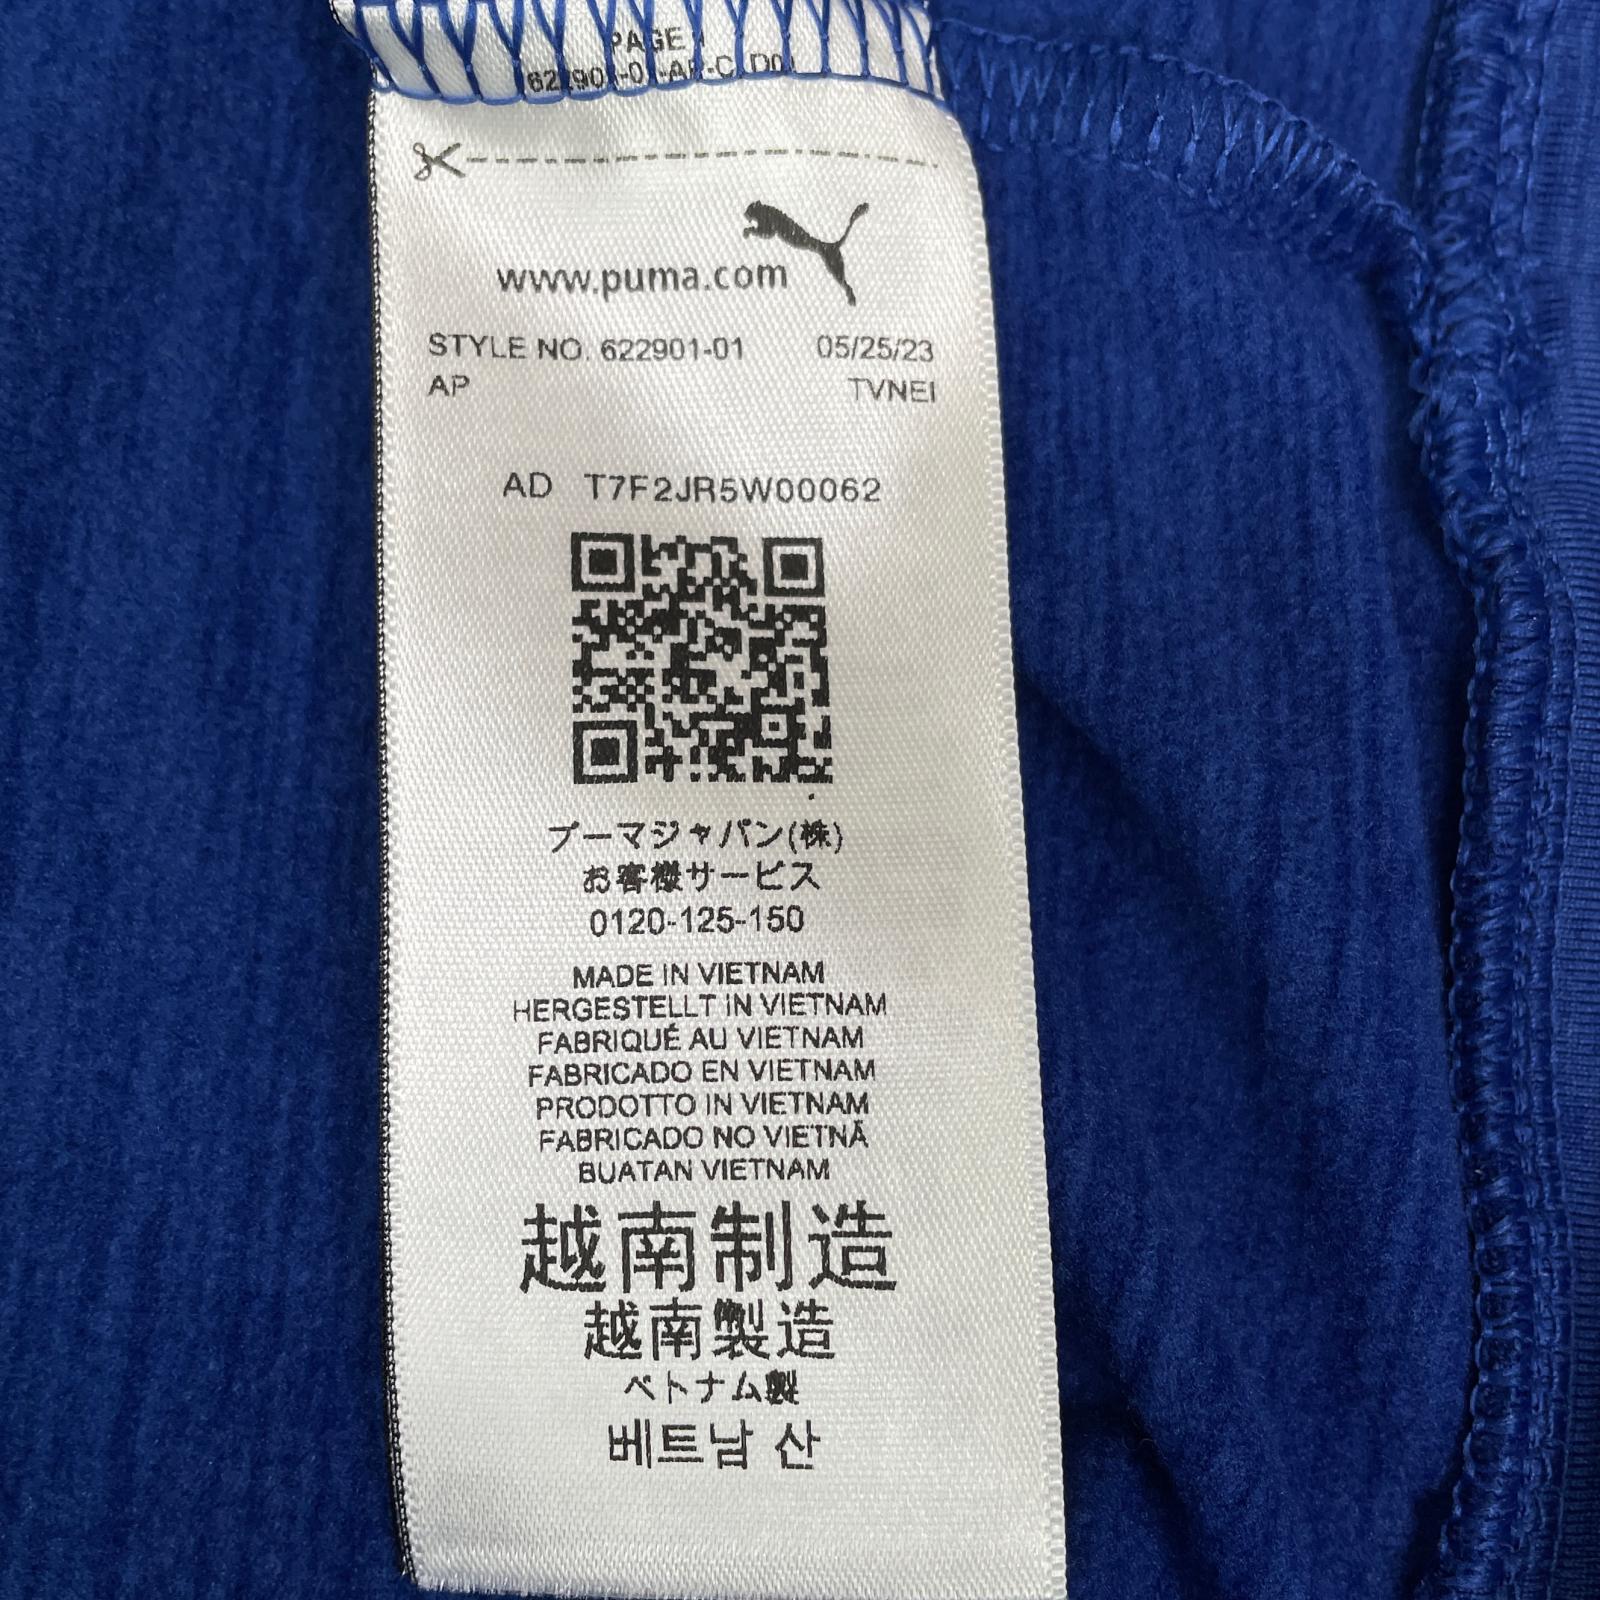 PAGE
www.puma.com
STYLE NO. 622901-01 05/25/23
AP TVNEI
AD T7F2JR5W00062
プーマジャパン(株)
お客様サービス
0120-125-150
MADE IN VIETNAM
HERGESTELLT IN VIETNAM
FABRIQUÉ AU VIETNAM
FABRICADO EN VIETNAM
PRODOTTO IN VIETNAM
FABRICADO NO VIETNÃ
BUATAN VIETNAM
越南制造
越南製造
ベトナム製
베트남 산